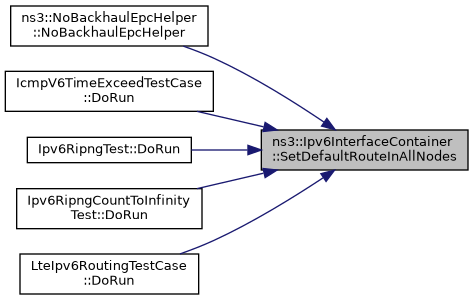 ns3::NoBackhaulEpcHelper
::NoBackhaulEpcHelper
IcmpV6TimeExceedTestCase
::DoRun
Ipv6RipngTest::DoRun
Ipv6RipngCountToInfinity
Test::DoRun
LteIpv6RoutingTestCase
::DoRun
ns3::Ipv6InterfaceContainer
::SetDefaultRouteInAllNodes